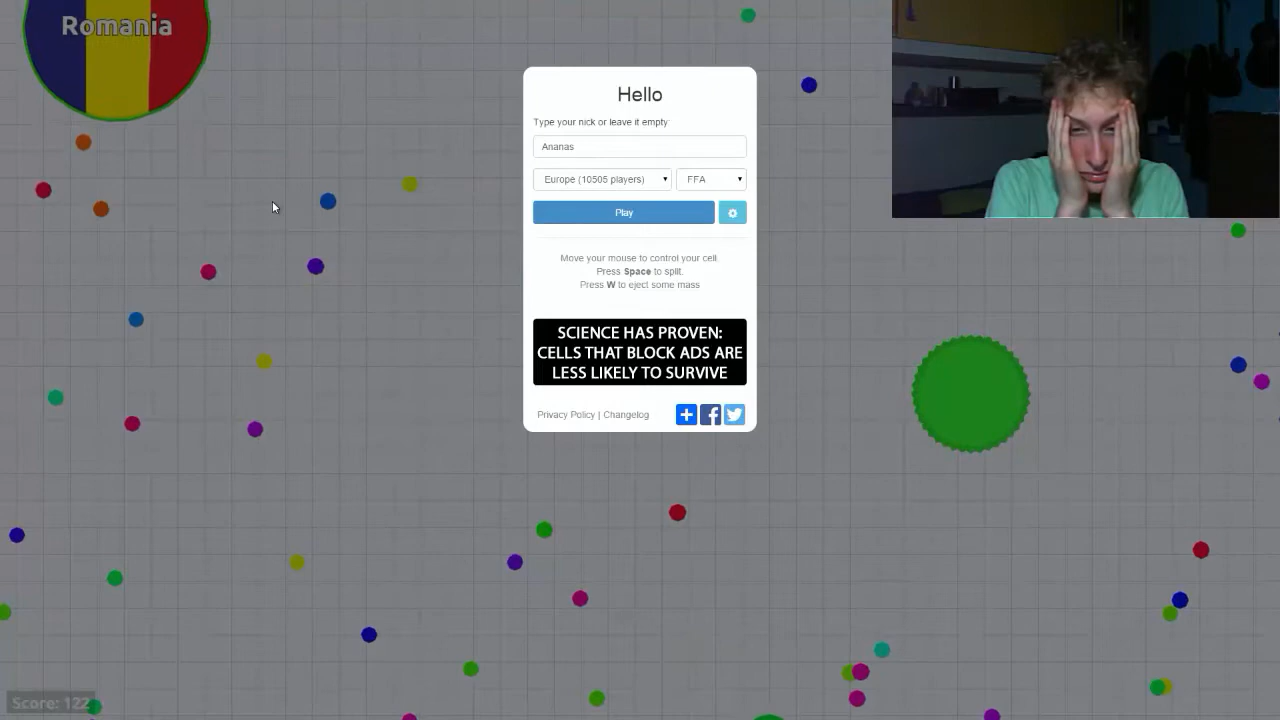 Romania
Hello
Type your nick or leave it empty:
Ananas
Europe (10505 players)
FFA
Play
Move your mouse to control your cell.
Press Space to split.
Press W to eject some mass
SCIENCE HAS PROVEN:
CELLS THAT BLOCK ADS ARE
LESS LIKELY TO SURVIVE
Privacy Policy | Changelog
Score: 122